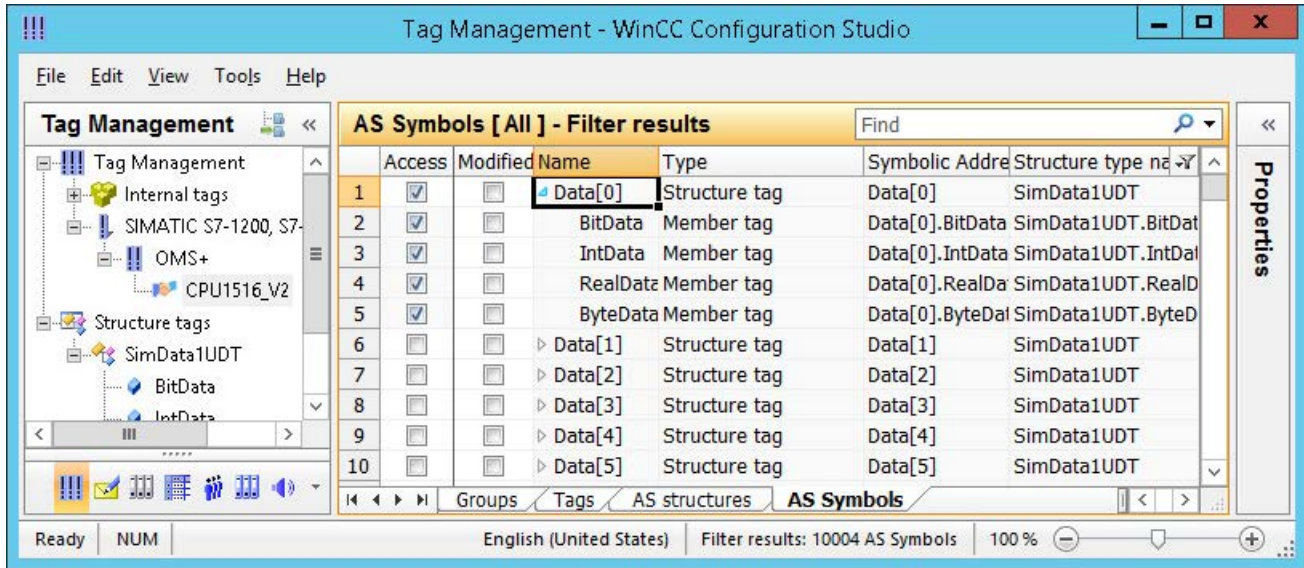 Tag Management - WinCC Configuration Studio
File Edit View Tools Help
Tag Management
Tag Management
Internal tags
SIMATIC S7-1200, S7-
OMS+
CPU1516_V2
Structure tags
SimData1UDT
BitData
IntData
AS Symbols [ All ] - Filter results
Find
Access Modified Name Type Symbolic Addre Structure type na
1 Data[0] Structure tag Data[0] SimData1UDT
2 BitData Member tag Data[0].BitData SimData1UDT.BitDat
3 IntData Member tag Data[0].IntData SimData1UDT.IntDat
4 RealData Member tag Data[0].RealDa SimData1UDT.RealD
5 ByteData Member tag Data[0].ByteDat SimData1UDT.ByteD
6 Data[1] Structure tag Data[1] SimData1UDT
7 Data[2] Structure tag Data[2] SimData1UDT
8 Data[3] Structure tag Data[3] SimData1UDT
9 Data[4] Structure tag Data[4] SimData1UDT
10 Data[5] Structure tag Data[5] SimData1UDT
Groups Tags AS structures AS Symbols
Properties
Ready NUM English (United States) Filter results: 10004 AS Symbols 100 %